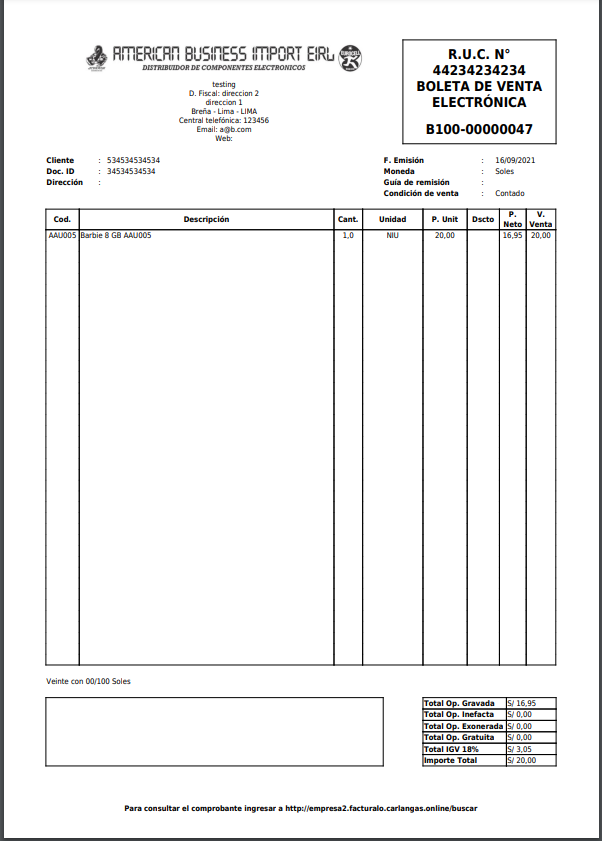 AMERICAN BUSINESS IMPORT EIRL
DISTRIBUIDOR DE COMPONENTES ELECTRONICOS
testing
D. Fiscal: direccion 2
direccion 1
Breña - Lima - LIMA
Central telefónica: 123456
Email: a@b.com
Web:
R.U.C. N°
44234234234
BOLETA DE VENTA
ELECTRÓNICA
B100-00000047
Cliente : 534534534534
Doc. ID : 34534534534
Dirección :
F. Emisión : 16/09/2021
Moneda : Soles
Guía de remisión :
Condición de venta : Contado
Cod. Descripción Cant. Unidad P. Unit Dscto P. Neto V. Venta
AAU005 Barbie 8 GB AAU005 1,0 NIU 20,00 16,95 20,00
Veinte con 00/100 Soles
Total Op. Gravada S/ 16,95
Total Op. Inefacta S/ 0,00
Total Op. Exonerada S/ 0,00
Total Op. Gratuita S/ 0,00
Total IGV 18% S/ 3,05
Importe Total S/ 20,00
Para consultar el comprobante ingresar a http://empresa2.facturalo.carlangas.online/buscar